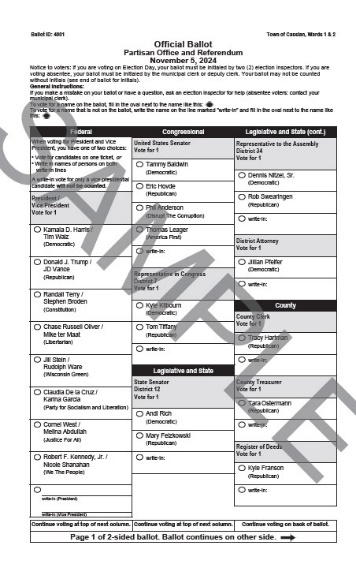 Ballot ID: 4001
Town of Cassian, Wards 1 & 2
Official Ballot
Partisan Office and Referendum
November 5, 2024
Notice to voters: if you are voting on Election Day, your ballot must be initialed by two (2) election inspectors. If you are
voting absentee, your ballot must be initialed by the municipal clerk or deputy clerk. Your ballot may not be counted
without initials (see end of ballot for initials).
General Instructions:
If you make a mistake on your ballot or have a question, ask an election inspector for help (absentee voters: contact your
municipal clerk).
To vote for a name on the ballot, fill in the oval next to the name like this:
To vote for a name that is not on the ballot, write the name on the line marked "write-in" and fill in the oval next to the name like
this:
Federal
When voting for President and Vice
President, you have one of two choices:
• Vote for candidates on one ticket, or
• Write in names of persons on both
write-in lines
A write-in vote for only a vice presidential
candidate will not be counted.
President /
Vice President
Vote for 1
Kamala D. Harris /
Tim Walz
(Democratic)
Donald J. Trump /
JD Vance
(Republican)
Randall Terry /
Stephen Broden
(Constitution)
Chase Russell Oliver /
Mike ter Maat
(Libertarian)
Jill Stein /
Rudolph Ware
(Wisconsin Green)
Claudia De la Cruz /
Karina Garcia
(Party for Socialism and Liberation)
Cornel West /
Melina Abdullah
(Justice For All)
Robert F. Kennedy, Jr. /
Nicole Shanahan
(We The People)
write-in (President)
write-in (Vice President)
Continue voting at top of next column.
Congressional
United States Senator
Vote for 1
Tammy Baldwin
(Democratic)
Eric Hovde
(Republican)
Phil Anderson
(Disrupt The Corruption)
Thomas Leager
(America First)
write-in:
Representative in Congress
District 7
Vote for 1
Kyle Kilbourn
(Democratic)
Tom Tiffany
(Republican)
write-in:
Legislative and State
State Senator
District 12
Vote for 1
Andi Rich
(Democratic)
Mary Felzkowski
(Republican)
write-in:
Continue voting at top of next column.
Legislative and State (cont.)
Representative to the Assembly
District 34
Vote for 1
Dennis Nitzel, Sr.
(Democratic)
Rob Swearingen
(Republican)
write-in:
District Attorney
Vote for 1
Jillian Pfeifer
(Democratic)
write-in:
County
County Clerk
Vote for 1
Tracy Hartman
(Republican)
write-in:
County Treasurer
Vote for 1
Tara Ostermann
(Republican)
write-in:
Register of Deeds
Vote for 1
Kyle Franson
(Republican)
write-in:
Continue voting on back of ballot.
Page 1 of 2-sided ballot. Ballot continues on other side.
SAMPLE